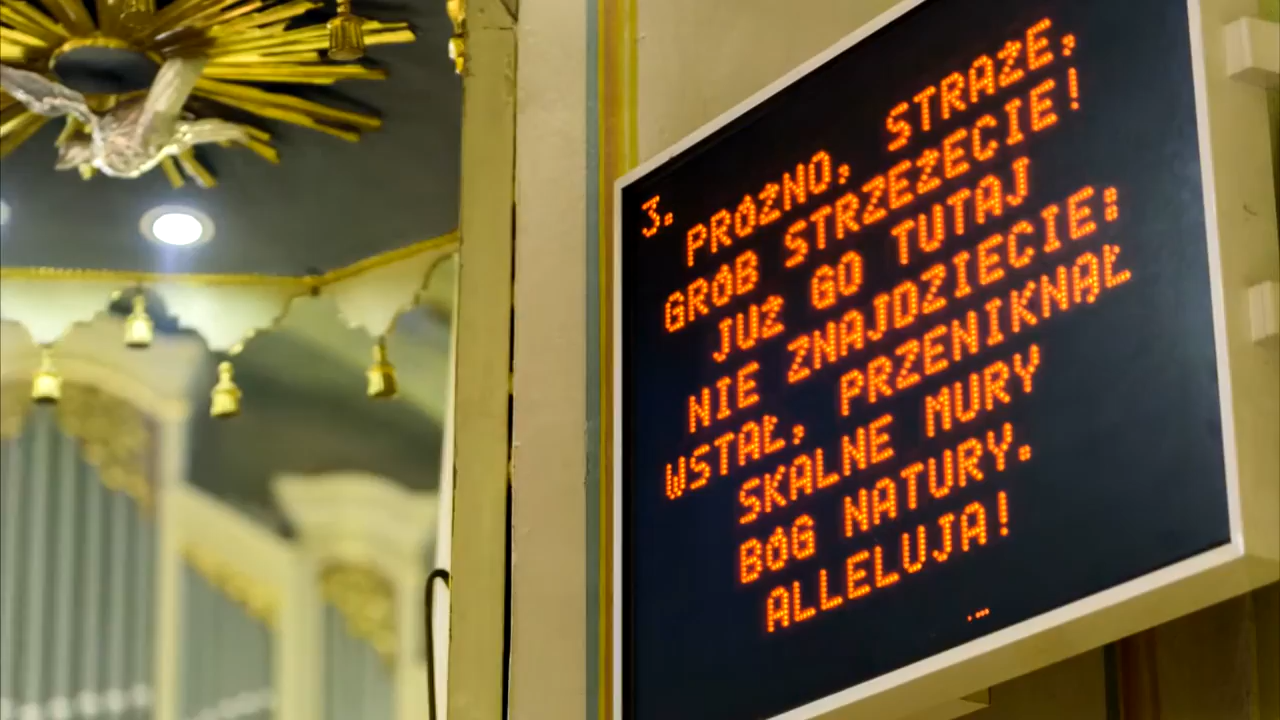 3. PRÓŻNO, STRAŻE,
GRÓB STRZEŻECIE!
JUŻ GO TUTAJ
NIE ZNAJDZIECIE:
WSTAŁ, PRZENIKNĄŁ
SKALNE MURY
BÓG NATURY.
ALLELUJA!